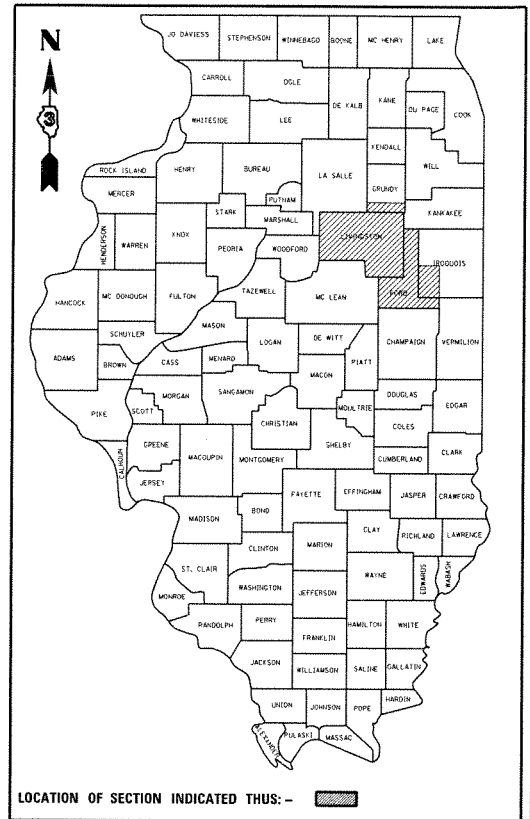 JO DAVIESS STEPHENSON WINNEBAGO BOONE MC HENRY LAKE
N
CARROLL OGLE DE KALB KANE DU PAGE COOK
3
WHITESIDE LEE
KENDALL WILL
ROCK ISLAND HENRY BUREAU LA SALLE GRUNDY
MERCER PUTNAM KANKAKEE
STARK MARSHALL
HENDERSON WARREN KNOX PEORIA WOODFORD LIVINGSTON IROQUOIS
FORD
HANCOCK MC DONOUGH FULTON TAZEWELL MC LEAN
MASON
SCHUYLER LOGAN DE WITT CHAMPAIGN VERMILION
ADAMS BROWN CASS MENARD PIATT
MACON
MORGAN SANGAMON DOUGLAS
PIKE SCOTT MOULTRIE EDGAR
CHRISTIAN COLES
GREENE SHELBY
CALHOUN MACOUPIN MONTGOMERY CUMBERLAND CLARK
JERSEY
FAYETTE EFFINGHAM JASPER CRAWFORD
MADISON BOND
CLAY RICHLAND LAWRENCE
CLINTON MARION
ST. CLAIR WAYNE EDWARDS WABASH
WASHINGTON JEFFERSON
MONROE
RANDOLPH PERRY HAMILTON WHITE
FRANKLIN
JACKSON WILLIAMSON SALINE GALLATIN
UNION JOHNSON POPE HARDIN
ALEXANDER PULASKI MASSAC
LOCATION OF SECTION INDICATED THUS: -